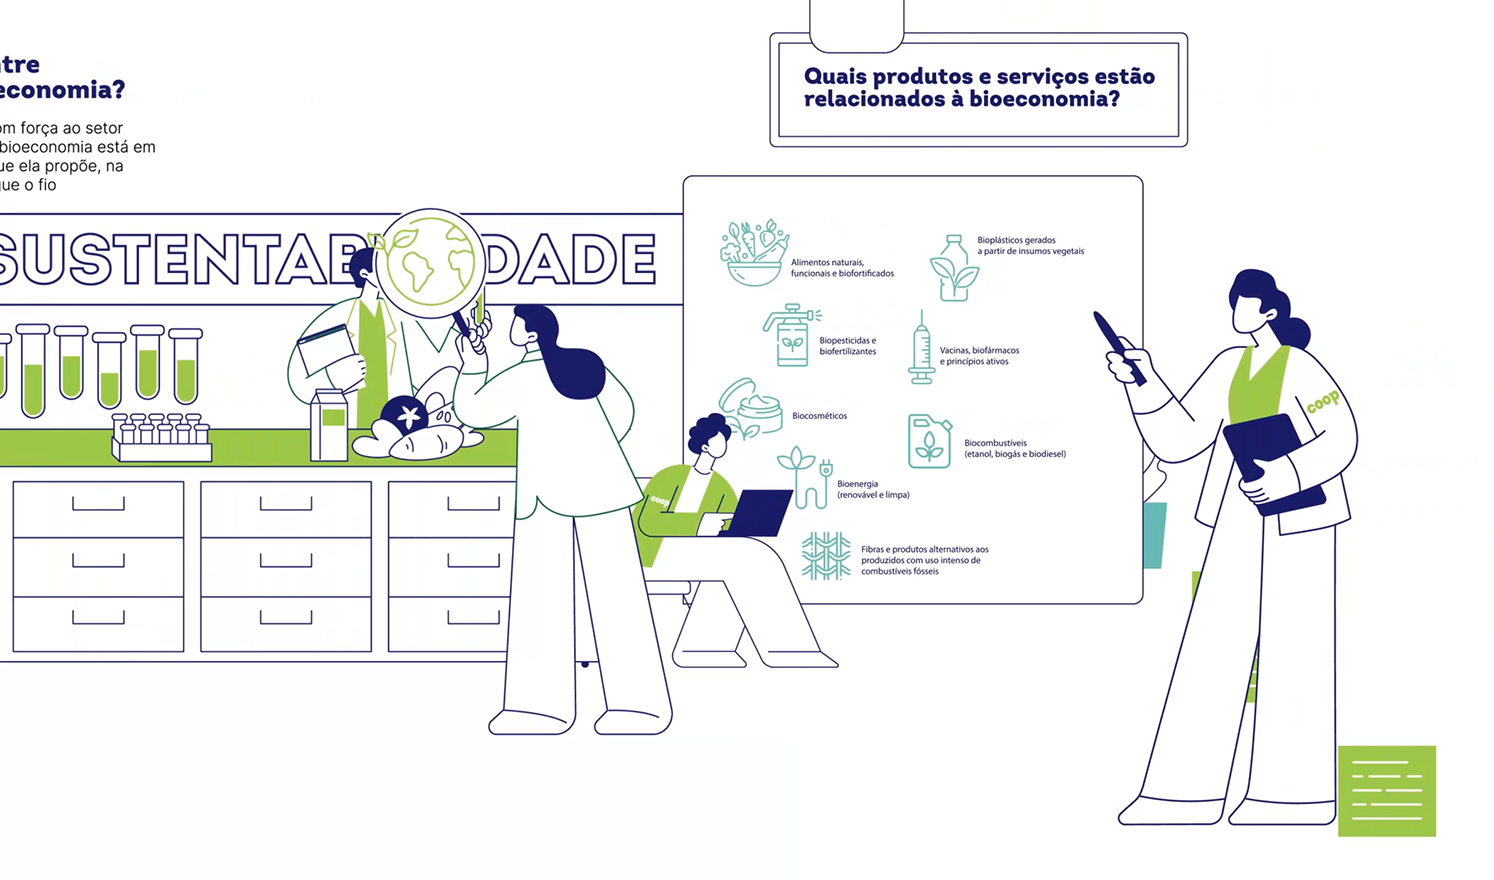 tre
economia?
om força ao setor
bioeconomia está em
ue ela propõe, na
gue o fio
SUSTENTAB DADE
Quais produtos e serviços estão
relacionados à bioeconomia?
Alimentos naturais,
funcionais e biofortificados
Bioplásticos gerados
a partir de insumos vegetais
Biopesticidas e
biofertilizantes
Vacinas, biofármacos
e princípios ativos
Biocosméticos
Biocombustíveis
(etanol, biogás e biodiesel)
Bioenergia
(renovável e limpa)
Fibras e produtos alternativos aos
produzidos com uso intenso de
combustíveis fósseis
coop
coop